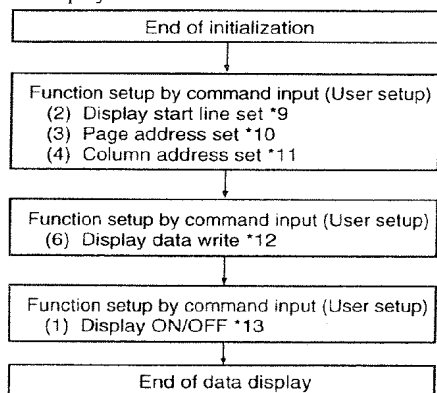 End of initialization
Function setup by command input (User setup)
(2) Display start line set *9
(3) Page address set *10
(4) Column address set *11
Function setup by command input (User setup)
(6) Display data write *12
Function setup by command input (User setup)
(1) Display ON/OFF *13
End of data display